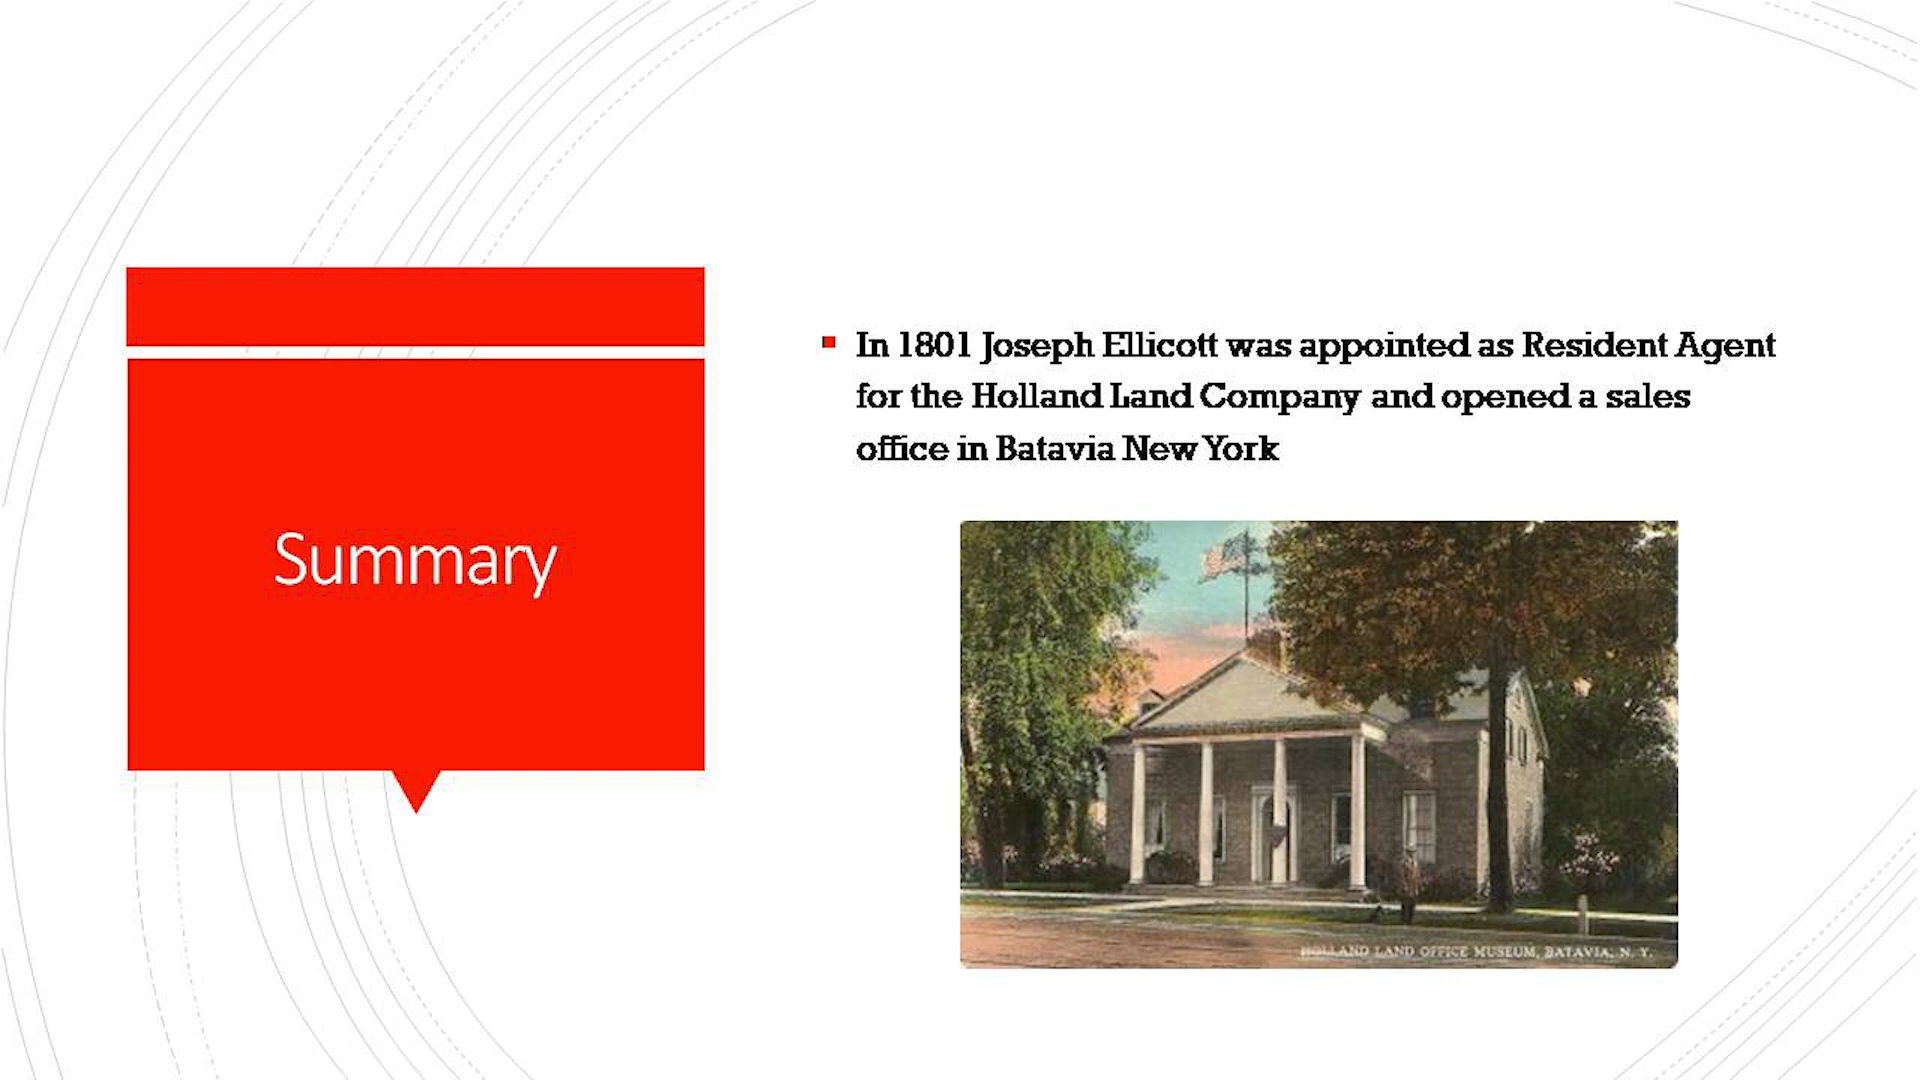 Summary
In 1801 Joseph Ellicott was appointed as Resident Agent
for the Holland Land Company and opened a sales
office in Batavia New York
HOLLAND LAND OFFICE MUSEUM, BATAVIA, N. Y.